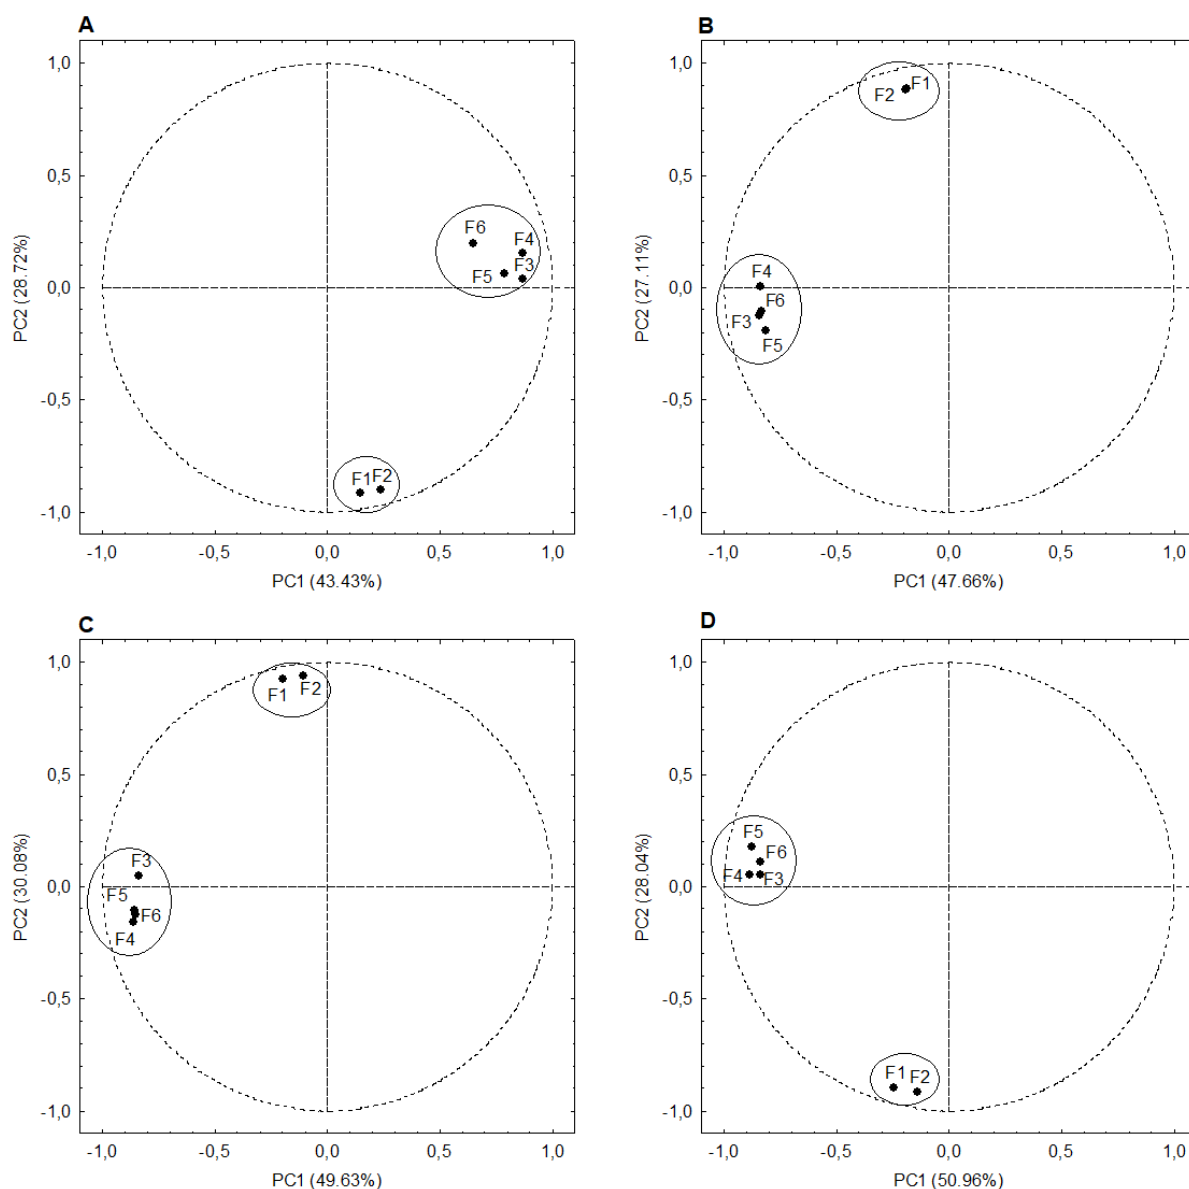 A
1,0
0,5
0,0
-0,5
-1,0
PC2 (28.72%)
F6
F4
F5
F3
F1
F2
-1,0 -0,5 0,0 0,5 1,0
PC1 (43.43%)
B
1,0
0,5
0,0
-0,5
-1,0
PC2 (27.11%)
F2
F1
F4
F6
F3
F5
-1,0 -0,5 0,0 0,5 1,0
PC1 (47.66%)
C
1,0
0,5
0,0
-0,5
-1,0
PC2 (30.08%)
F1
F2
F3
F5
F6
F4
-1,0 -0,5 0,0 0,5 1,0
PC1 (49.63%)
D
1,0
0,5
0,0
-0,5
-1,0
PC2 (28.04%)
F5
F6
F4
F3
F1
F2
-1,0 -0,5 0,0 0,5 1,0
PC1 (50.96%)